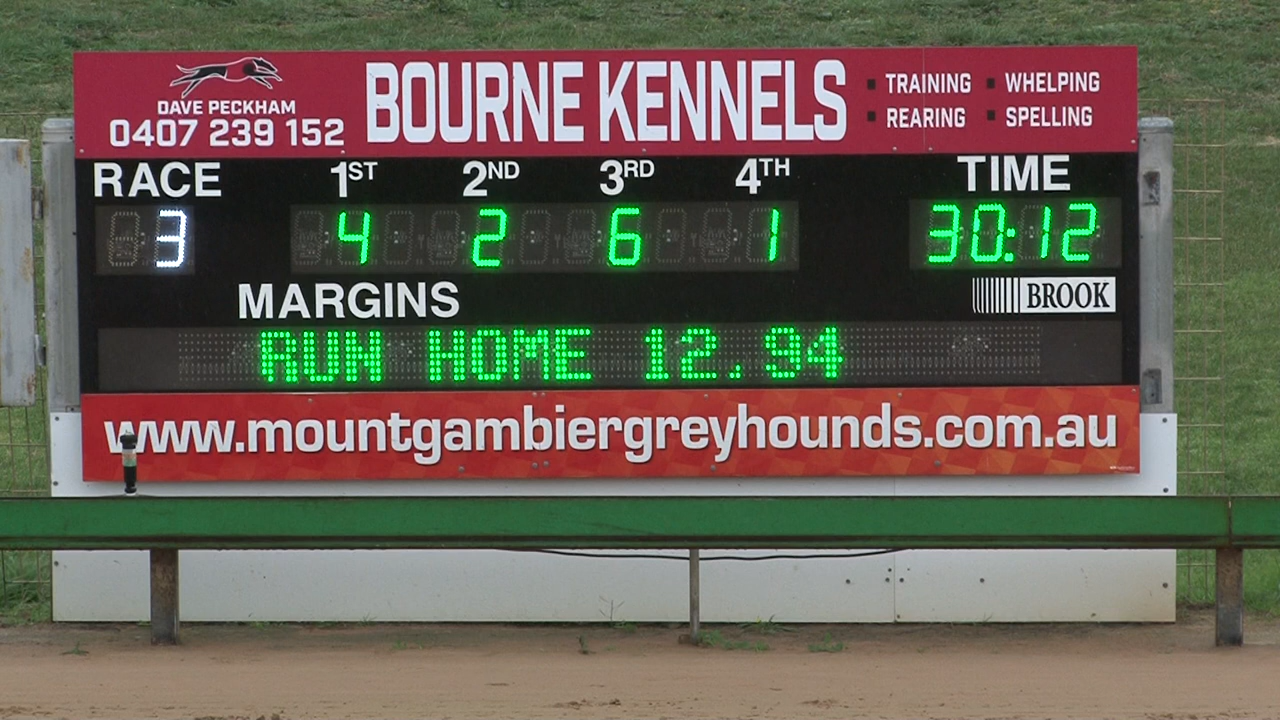 DAVE PECKHAM
0407 239 152
BOURNE KENNELS
▪ TRAINING ▪ WHELPING
▪ REARING ▪ SPELLING
RACE 1ST 2ND 3RD 4TH TIME
3 4 2 6 1 30:12
MARGINS
BROOK
RUN HOME 12.94
www.mountgambiergreyhounds.com.au